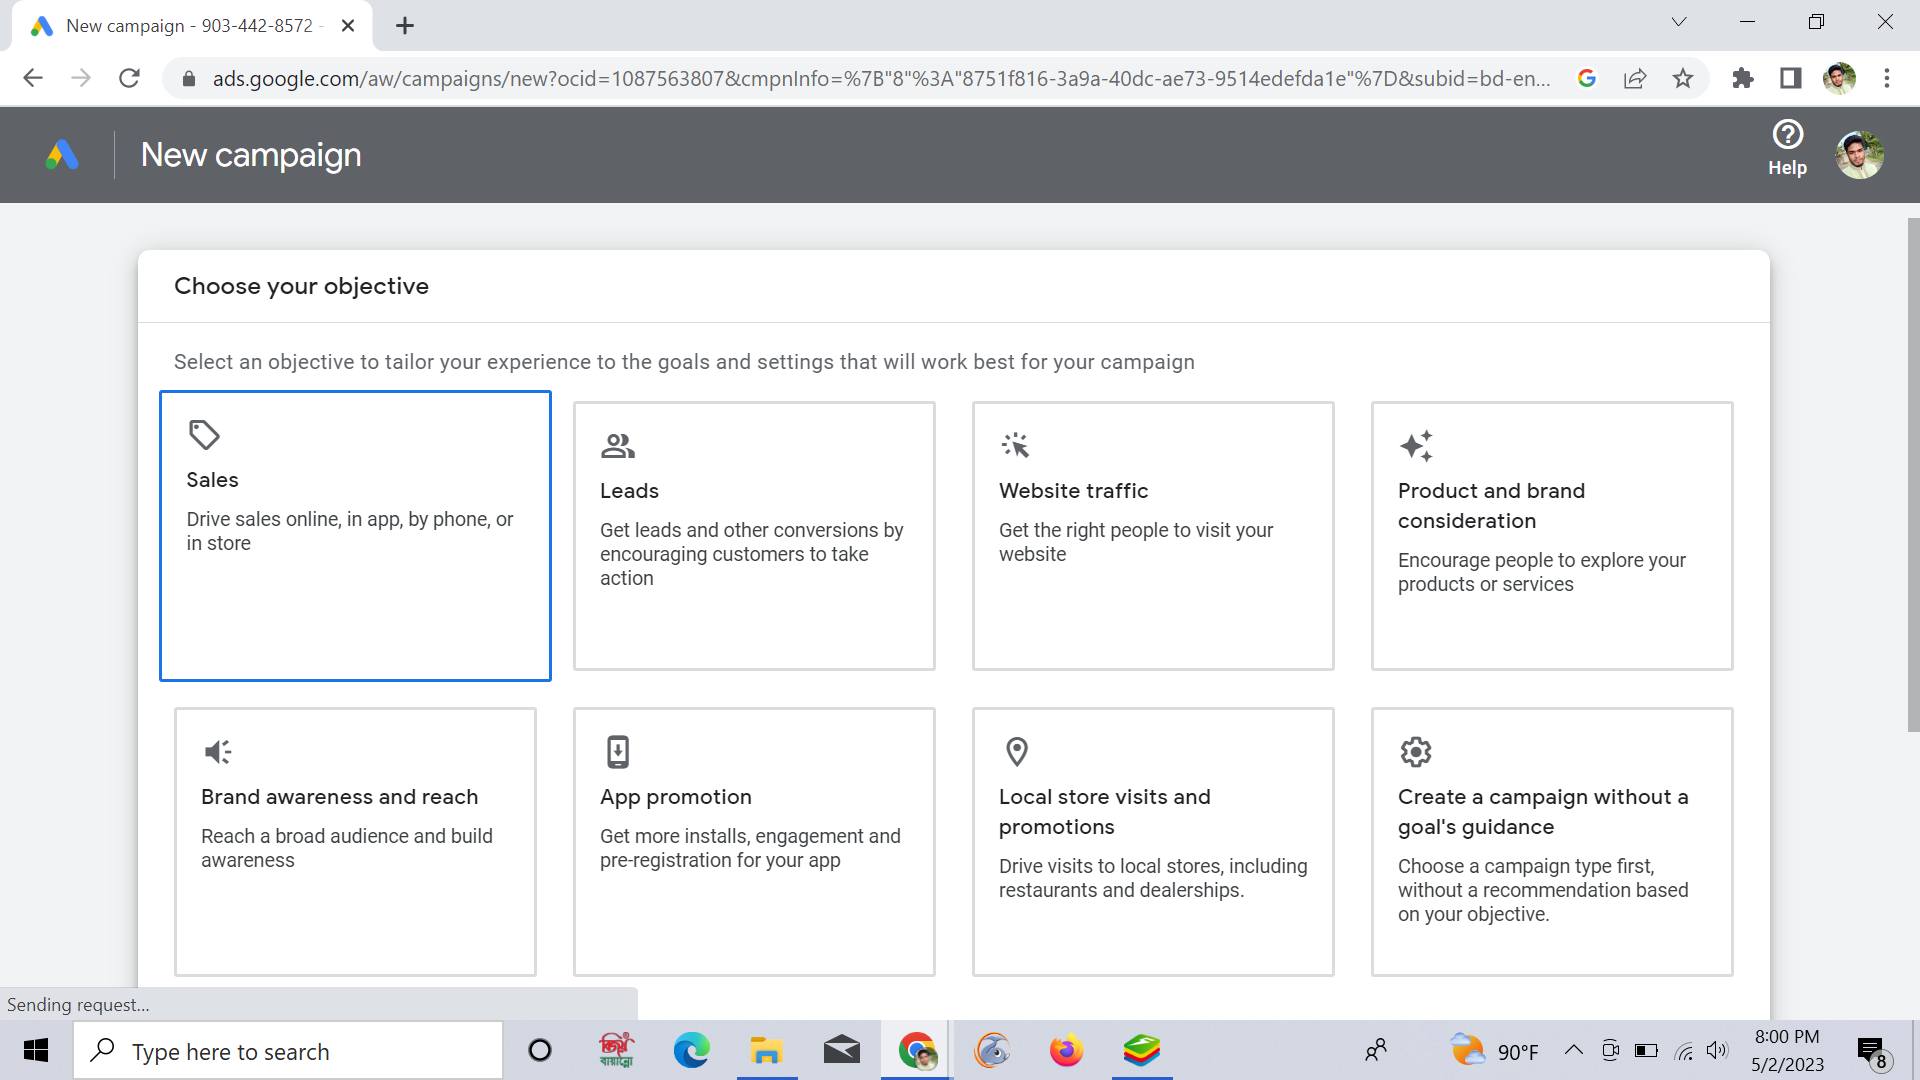 New campaign - 903-442-8572 -
ads.google.com/aw/campaigns/new?ocid=1087563807&cmpnInfo=%7B"8"%3A"8751f816-3a9a-40dc-ae73-9514edefda1e"%7D&subid=bd-en...
New campaign
Help
Choose your objective
Select an objective to tailor your experience to the goals and settings that will work best for your campaign
Sales
Drive sales online, in app, by phone, or
in store
Leads
Get leads and other conversions by
encouraging customers to take
action
Website traffic
Get the right people to visit your
website
Product and brand
consideration
Encourage people to explore your
products or services
Brand awareness and reach
Reach a broad audience and build
awareness
App promotion
Get more installs, engagement and
pre-registration for your app
Local store visits and
promotions
Drive visits to local stores, including
restaurants and dealerships.
Create a campaign without a
goal's guidance
Choose a campaign type first,
without a recommendation based
on your objective.
Sending request...
Type here to search
বিজয়
বায়ান্নো
90°F
8:00 PM
5/2/2023
8